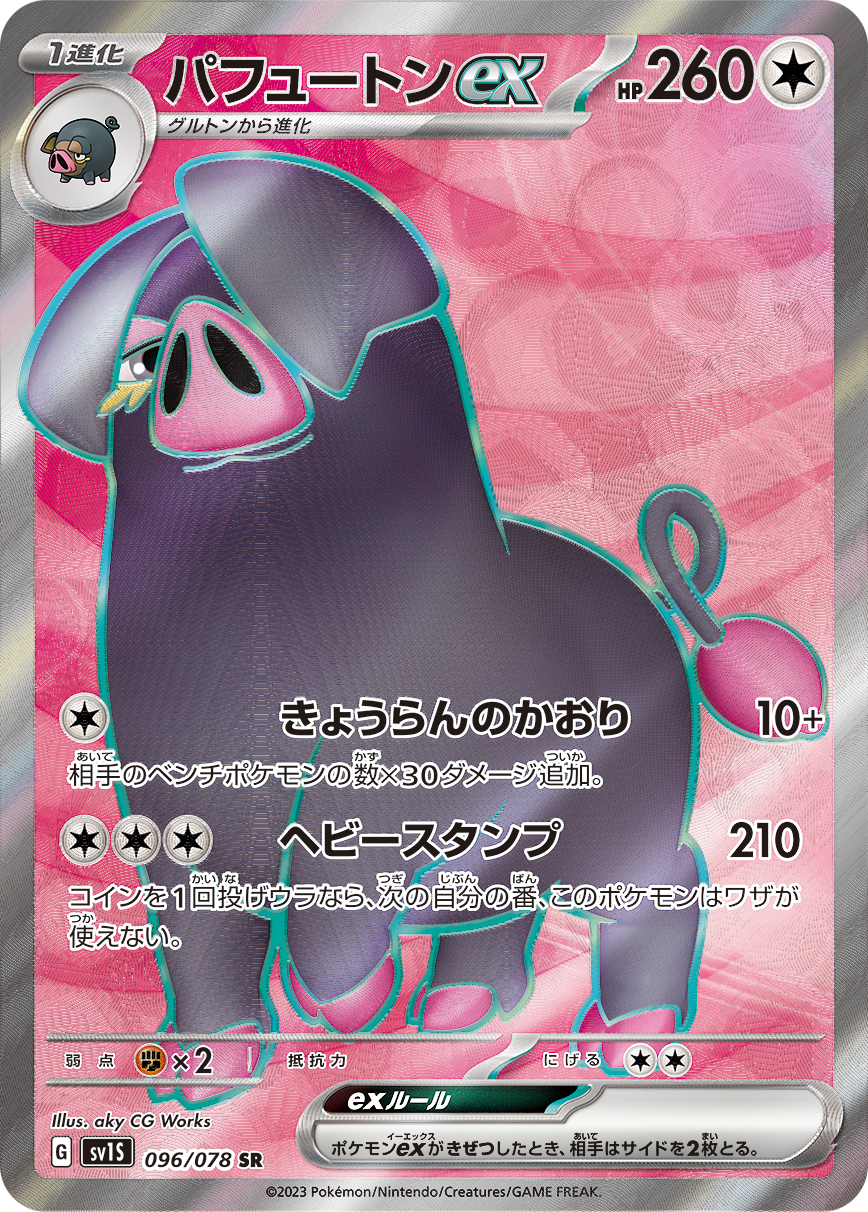 1進化
パフュートンex
HP260
グルトンから進化
きょうらんのかおり 10+
相手のベンチポケモンの数×30ダメージ追加。
ヘビースタンプ 210
コインを1回投げウラなら、次の自分の番、このポケモンはワザが
使えない。
弱点 ×2 抵抗力 にげる
Illus. aky CG Works
exルール
ポケモンexがきぜつしたとき、相手はサイドを2枚とる。
G sv1S 096/078 SR
©2023 Pokémon/Nintendo/Creatures/GAME FREAK.